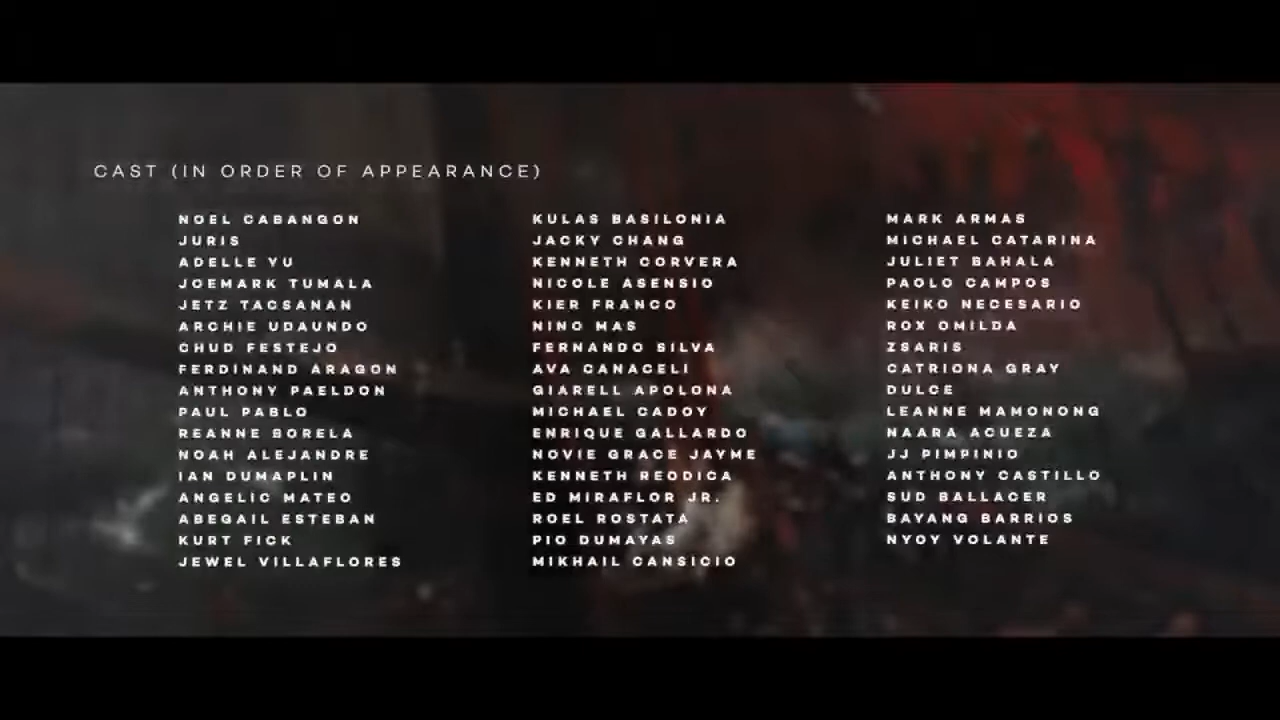 CAST (IN ORDER OF APPEARANCE)
NOEL CABANGON
JURIS
ADELLE YU
JOEMARK TUMALA
JETZ TACSANAN
ARCHIE UDAUNDO
CHUD FESTEJO
FERDINAND ARAGON
ANTHONY PAELDON
PAUL PABLO
REANNE BORELA
NOAH ALEJANDRE
IAN DUMAPLIN
ANGELIC MATEO
ABEGAIL ESTEBAN
KURT FICK
JEWEL VILLAFLORES
KULAS BASILONIA
JACKY CHANG
KENNETH CORVERA
NICOLE ASENSIO
KIER FRANCO
NINO MAS
FERNANDO SILVA
AVA CANACELI
GIARELL APOLONA
MICHAEL CADOY
ENRIQUE GALLARDO
NOVIE GRACE JAYME
KENNETH REODICA
ED MIRAFLOR JR.
ROEL ROSTATA
PIO DUMAYAS
MIKHAIL CANSICIO
MARK ARMAS
MICHAEL CATARINA
JULIET BAHALA
PAOLO CAMPOS
KEIKO NECESARIO
ROX OMILDA
ZSARIS
CATRIONA GRAY
DULCE
LEANNE MAMONONG
NAARA ACUEZA
JJ PIMPINIO
ANTHONY CASTILLO
SUD BALLACER
BAYANG BARRIOS
NYOY VOLANTE